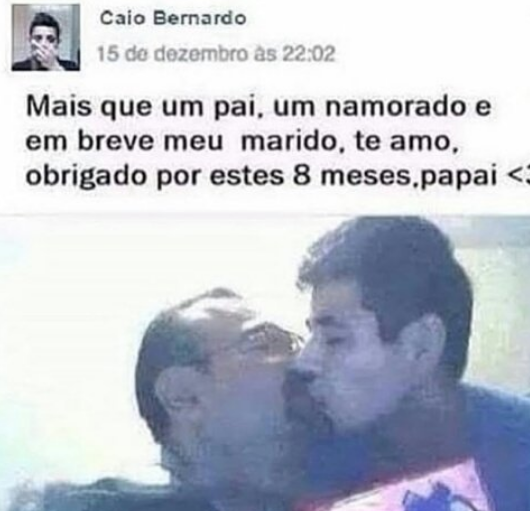 Caio Bernardo
15 de dezembro às 22:02
Mais que um pai, um namorado e
em breve meu marido, te amo,
obrigado por estes 8 meses,papai <3